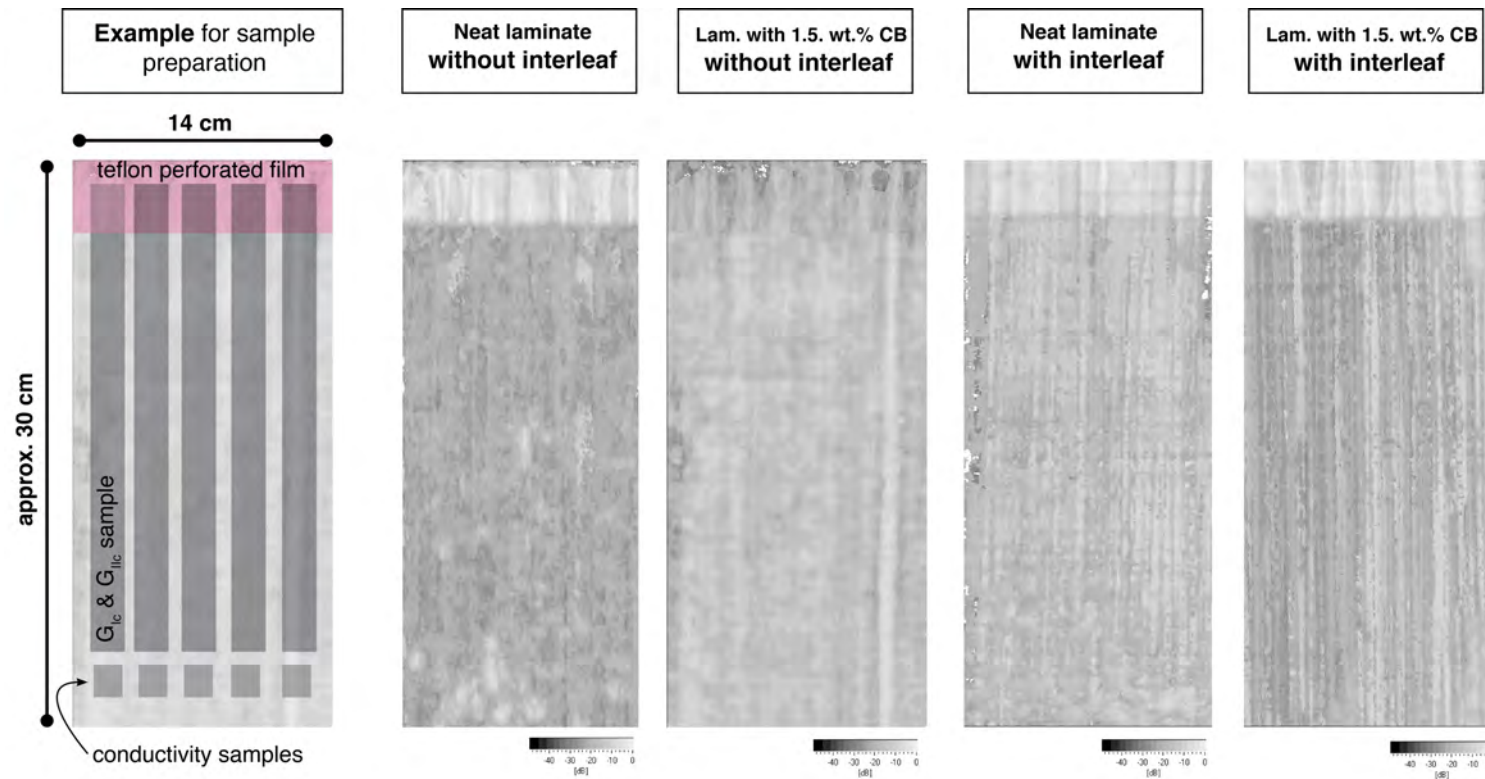 Example for sample
preparation
Neat laminate
without interleaf
Lam. with 1.5. wt.% CB
without interleaf
Neat laminate
with interleaf
Lam. with 1.5. wt.% CB
with interleaf
14 cm
teflon perforated film
approx. 30 cm
GIc & GIIc sample
conductivity samples
-40 -30 -20 -10 0
[dB]
-40 -30 -20 -10 0
[dB]
-40 -30 -20 -10 0
[dB]
-40 -30 -20 -10 0
[dB]